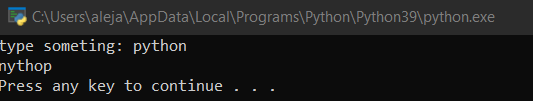 C:\Users\aleja\AppData\Local\Programs\Python\Python39\python.exe
type someting: python
nythop
Press any key to continue . . .